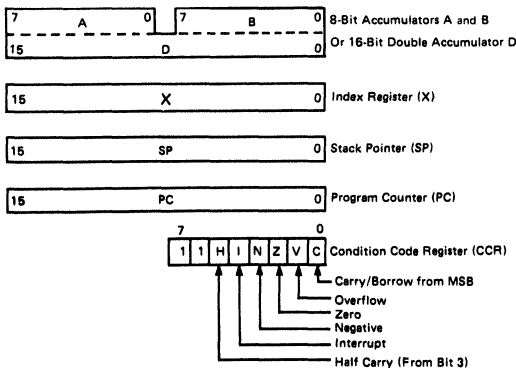 7 A 0 7 B 0 8-Bit Accumulators A and B
15 D 0 Or 16-Bit Double Accumulator D
15 X 0 Index Register (X)
15 SP 0 Stack Pointer (SP)
15 PC 0 Program Counter (PC)
7 0
1 1 H I N Z V C Condition Code Register (CCR)
Carry/Borrow from MSB
Overflow
Zero
Negative
Interrupt
Half Carry (From Bit 3)